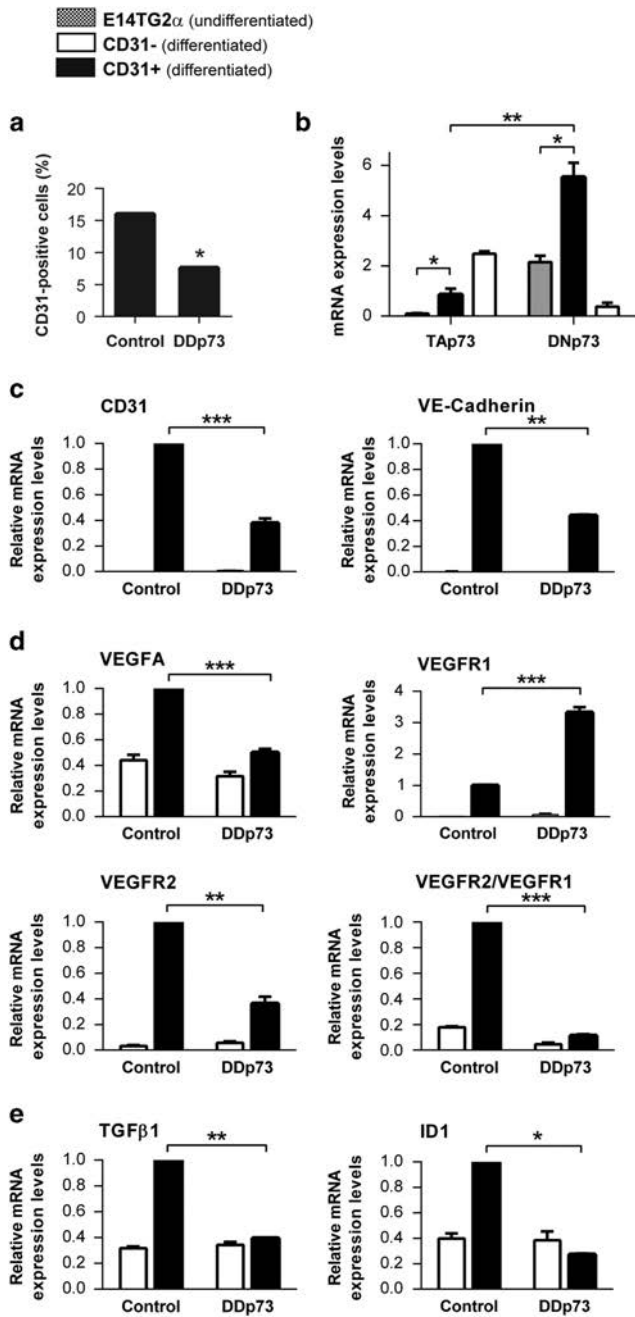 E14TG2α (undifferentiated)
CD31- (differentiated)
CD31+ (differentiated)
a
CD31-positive cells (%)
20
15
10
5
0
*
Control DDp73
b
mRNA expression levels
6
4
2
0
**
*
*
TAp73 DNp73
c
CD31
Relative mRNA
expression levels
1.0
0.8
0.6
0.4
0.2
0.0
***
Control DDp73
VE-Cadherin
Relative mRNA
expression levels
1.0
0.8
0.6
0.4
0.2
0.0
**
Control DDp73
d
VEGFA
Relative mRNA
expression levels
1.0
0.8
0.6
0.4
0.2
0.0
***
Control DDp73
VEGFR1
Relative mRNA
expression levels
4
3
2
1
0
***
Control DDp73
VEGFR2
Relative mRNA
expression levels
1.0
0.8
0.6
0.4
0.2
0.0
**
Control DDp73
VEGFR2/VEGFR1
Relative mRNA
expression levels
1.0
0.8
0.6
0.4
0.2
0.0
***
Control DDp73
e
TGFβ1
Relative mRNA
expression levels
1.0
0.8
0.6
0.4
0.2
0.0
**
Control DDp73
ID1
Relative mRNA
expression levels
1.0
0.8
0.6
0.4
0.2
0.0
*
Control DDp73